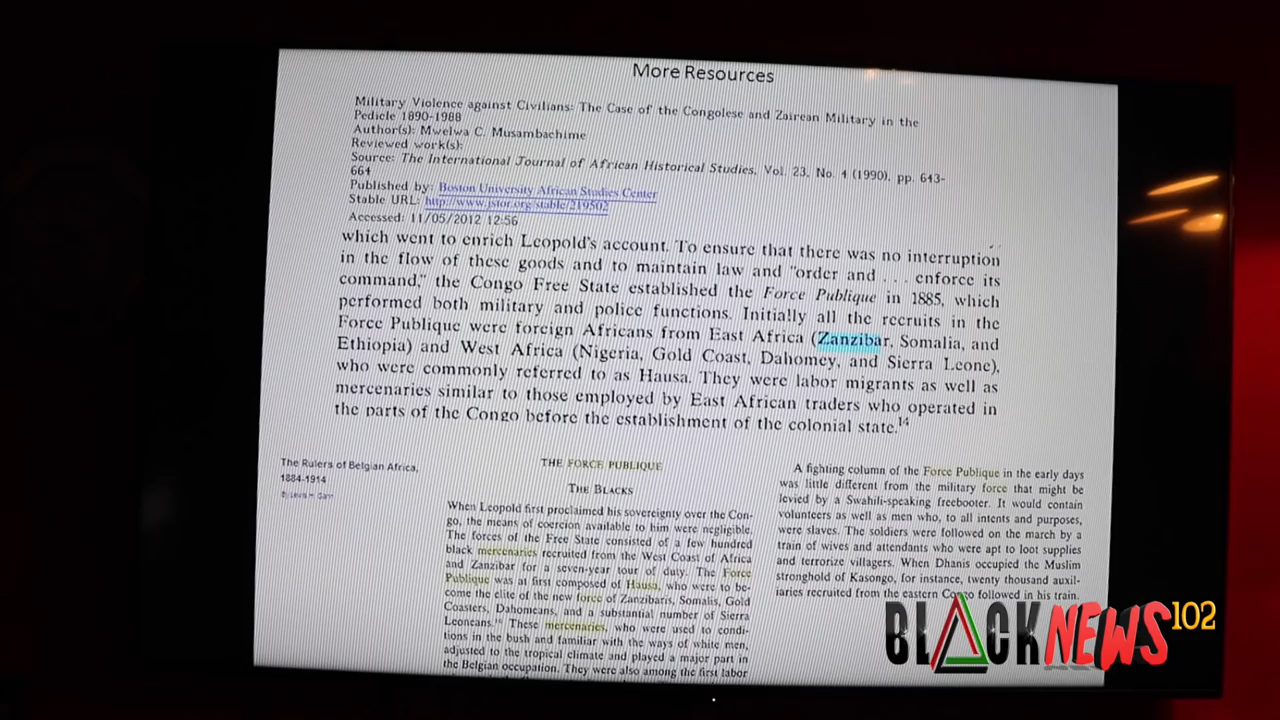 More Resources
Military Violence against Civilians: The Case of the Congolese and Zairean Military in the
Pedicle 1890-1988
Author(s): Mwelwa C. Musambachime
Reviewed work(s):
Source: The International Journal of African Historical Studies, Vol. 23, No. 4 (1990), pp. 643-
664
Published by: Boston University African Studies Center
Stable URL: http://www.jstor.org/stable/219502
Accessed: 11/05/2012 12:56
which went to enrich Leopold's account. To ensure that there was no interruption
in the flow of these goods and to maintain law and "order and . . . enforce its
command," the Congo Free State established the Force Publique in 1885, which
performed both military and police functions. Initially all the recruits in the
Force Publique were foreign Africans from East Africa (Zanzibar, Somalia, and
Ethiopia) and West Africa (Nigeria, Gold Coast, Dahomey, and Sierra Leone),
who were commonly referred to as Hausa. They were labor migrants as well as
mercenaries similar to those employed by East African traders who operated in
the parts of the Congo before the establishment of the colonial state.14
The Rulers of Belgian Africa,
1884-1914
THE FORCE PUBLIQUE
THE BLACKS
When Leopold first proclaimed his sovereignty over the Con-
go, the means of coercion available to him were negligible.
The forces of the Free State consisted of a few hundred
black mercenaries recruited from the West Coast of Africa
and Zanzibar for a seven-year tour of duty. The Force
Publique was at first composed of Hausa, who were to be-
come the elite of the new force of Zanzibaris, Somalis, Gold
Coasters, Dahomeans, and a substantial number of Sierra
Leoneans. These mercenaries, who were used to condi-
tions in the bush and familiar with the ways of white men,
adjusted to the tropical climate and played a major part in
the Belgian occupation. They were also among the first labor
A fighting column of the Force Publique in the early days
was little different from the military force that might be
levied by a Swahili-speaking freebooter. It would contain
volunteers as well as men who, to all intents and purposes,
were slaves. The soldiers were followed on the march by a
train of wives and attendants who were apt to loot supplies
and terrorize villagers. When Dhanis occupied the Muslim
stronghold of Kasongo, for instance, twenty thousand auxil-
iaries recruited from the eastern Congo followed in his train.
BLACKNEWS102